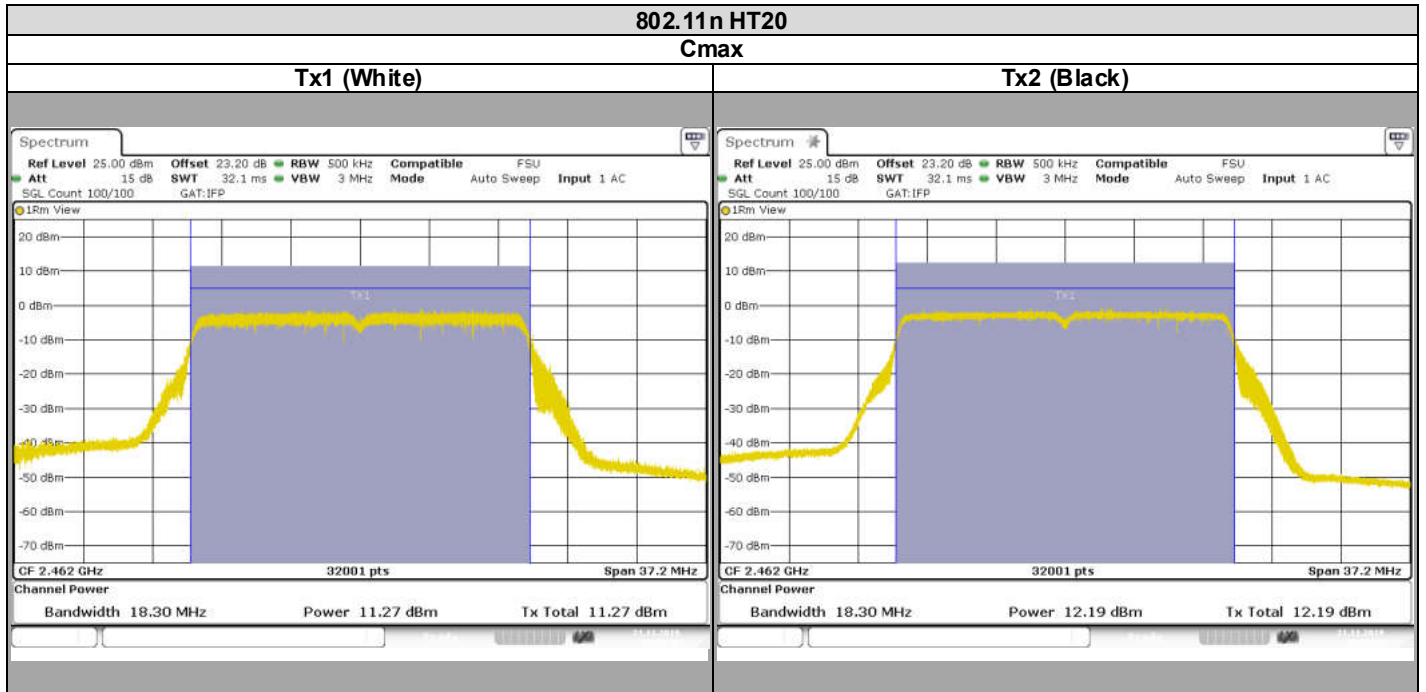 802.11n HT20
Cmax
Tx1 (White)
Tx2 (Black)
Spectrum
Ref Level 25.00 dBm Offset 23.20 dB RBW 500 kHz Compatible FSU
Att 15 dB SWT 32.1 ms VBW 3 MHz Mode Auto Sweep Input 1 AC
SGL Count 100/100 GAT:IFP
1Rm View
20 dBm
10 dBm
Tx1
0 dBm
-10 dBm
-20 dBm
-30 dBm
-40 dBm
-50 dBm
-60 dBm
-70 dBm
CF 2.462 GHz 32001 pts Span 37.2 MHz
Channel Power
Bandwidth 18.30 MHz Power 11.27 dBm Tx Total 11.27 dBm
Spectrum
Ref Level 25.00 dBm Offset 23.20 dB RBW 500 kHz Compatible FSU
Att 15 dB SWT 32.1 ms VBW 3 MHz Mode Auto Sweep Input 1 AC
SGL Count 100/100 GAT:IFP
1Rm View
20 dBm
10 dBm
Tx1
0 dBm
-10 dBm
-20 dBm
-30 dBm
-40 dBm
-50 dBm
-60 dBm
-70 dBm
CF 2.462 GHz 32001 pts Span 37.2 MHz
Channel Power
Bandwidth 18.30 MHz Power 12.19 dBm Tx Total 12.19 dBm